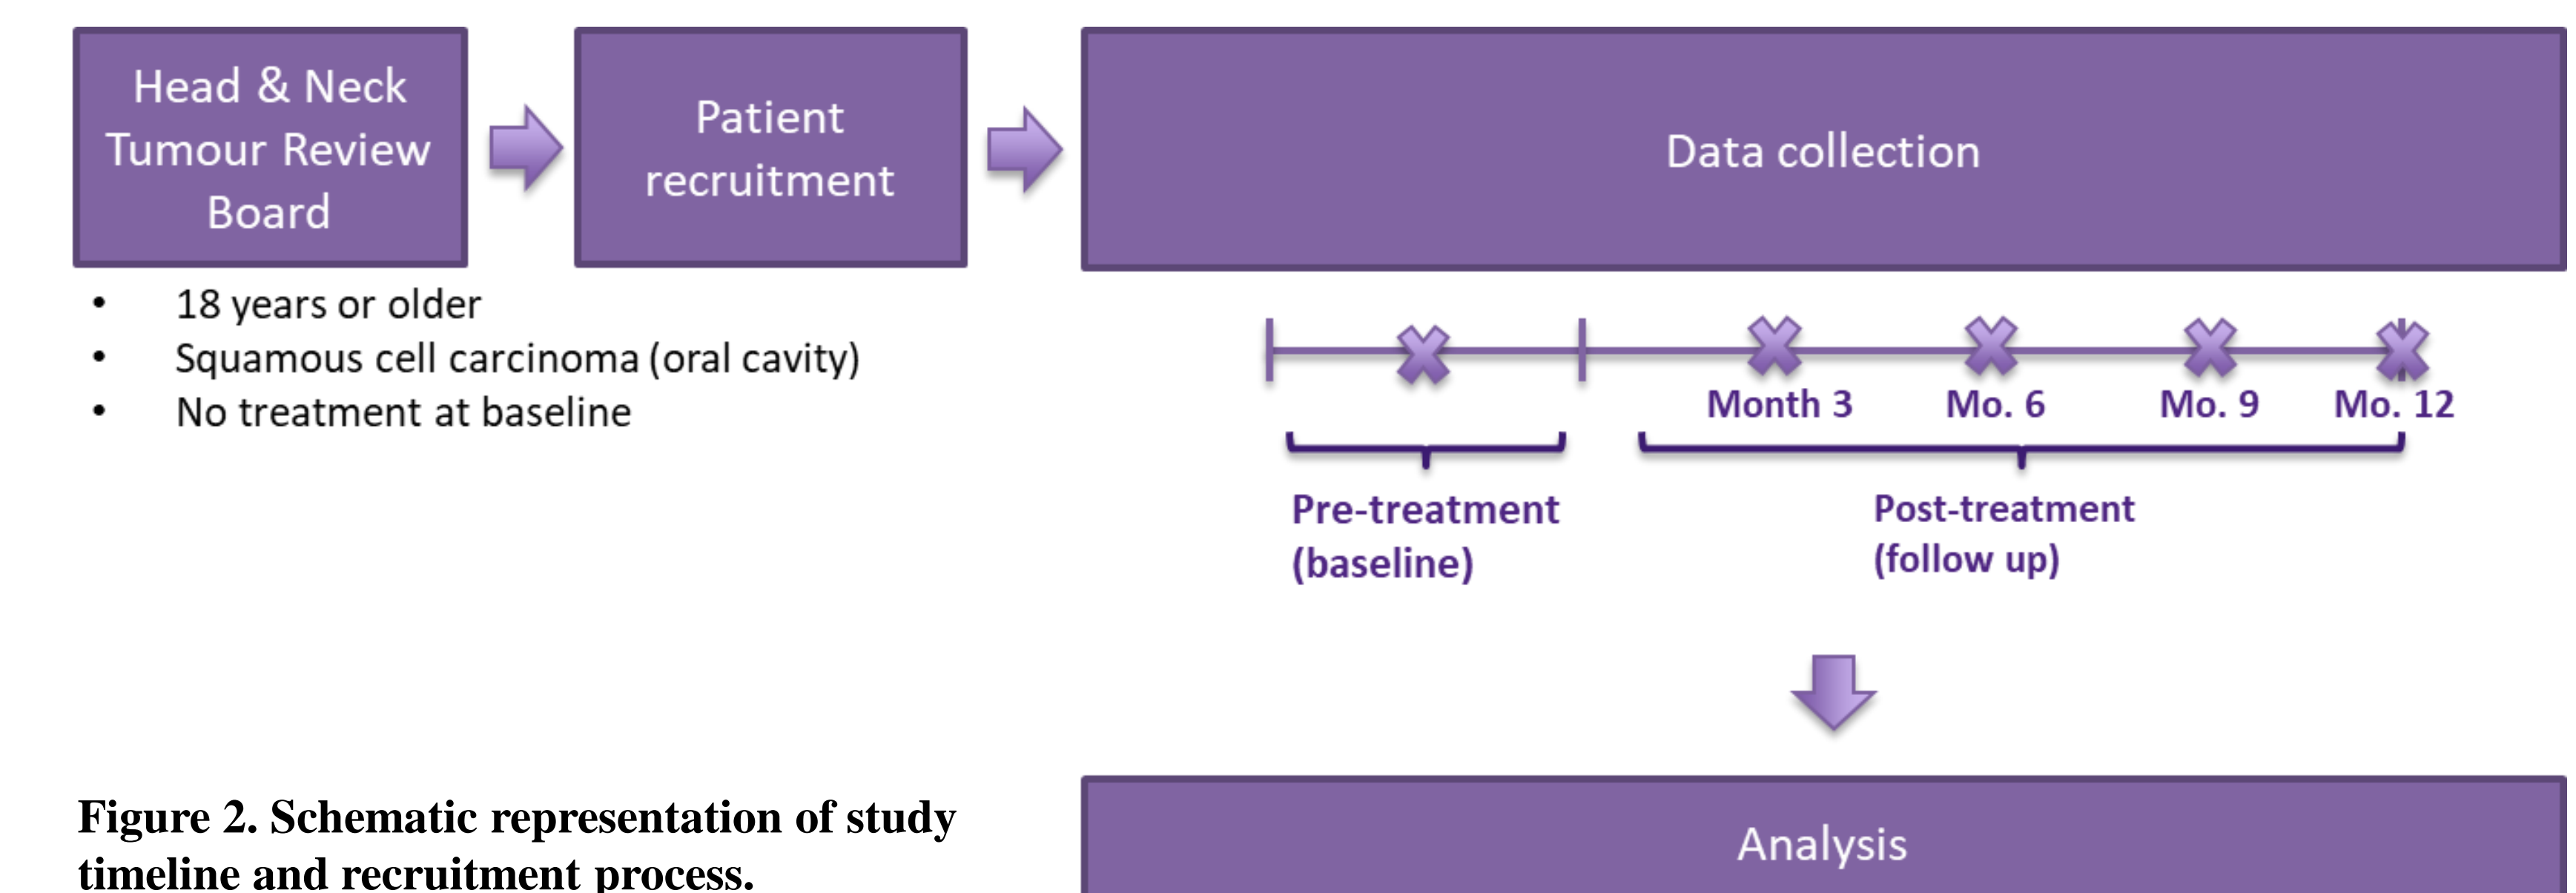 Head & Neck
Tumour Review
Board
Patient
recruitment
Data collection
• 18 years or older
• Squamous cell carcinoma (oral cavity)
• No treatment at baseline
Month 3
Mo. 6
Mo. 9
Mo. 12
Pre-treatment
(baseline)
Post-treatment
(follow up)
Analysis
Figure 2. Schematic representation of study
timeline and recruitment process.